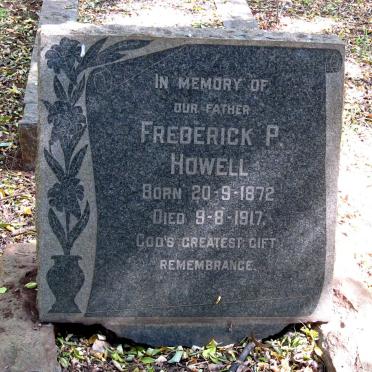 IN MEMORY OF
OUR FATHER
FREDERICK P.
HOWELL
BORN 20-9-1872
DIED 9-8-1917.
GOD'S GREATEST GIFT,
REMEMBRANCE.